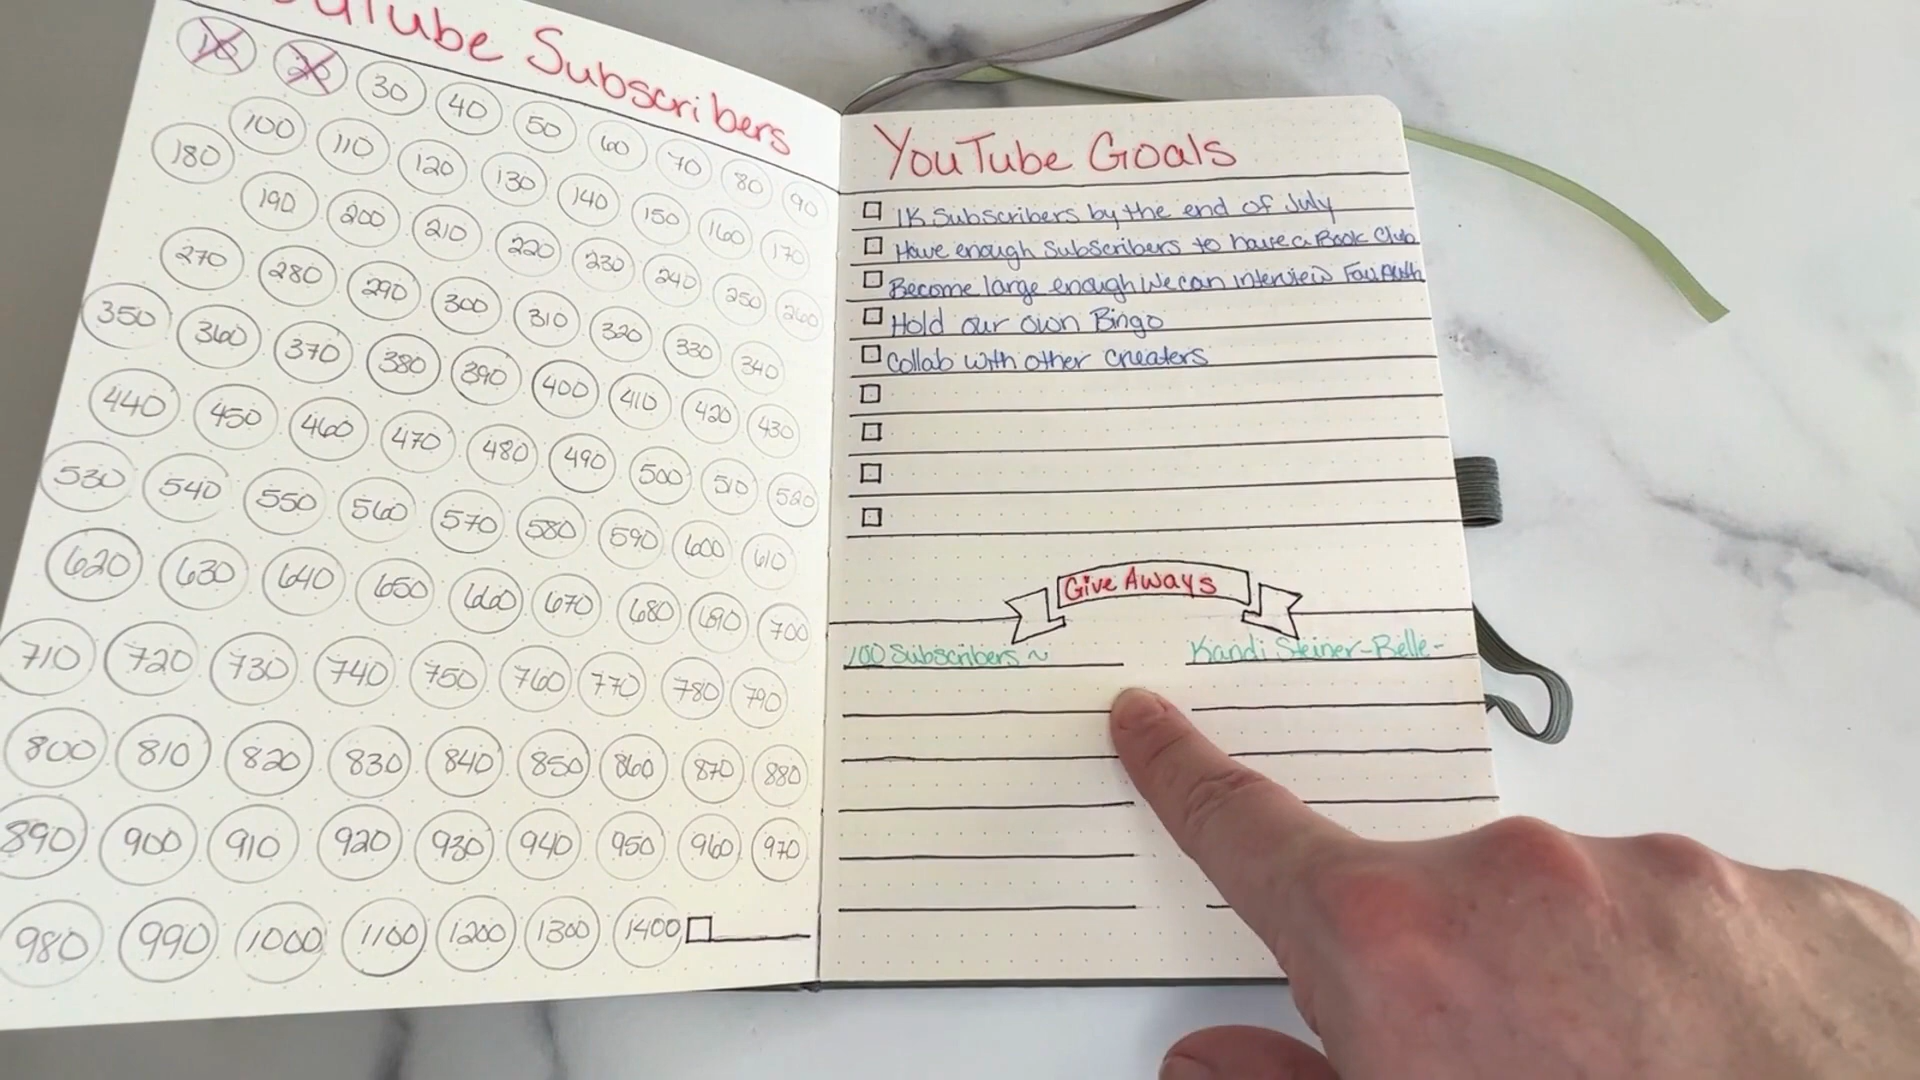 YouTube Subscribers
10 20 30 40 50 60 70 80 90
100 110 120 130 140 150 160 170
180 190 200 210 220 230 240 250 260
270 280 290 300 310 320 330 340
350 360 370 380 390 400 410 420 430
440 450 460 470 480 490 500 510 520
530 540 550 560 570 580 590 600 610
620 630 640 650 660 670 680 690 700
710 720 730 740 750 760 770 780 790
800 810 820 830 840 850 860 870 880
890 900 910 920 930 940 950 960 970
980 990 1000 1100 1200 1300 1400
YouTube Goals
1K Subscribers by the end of July
Have enough Subscribers to have a Book Club
Become large enough we can interview Fav Auth
Hold our own Bingo
Collab with other creaters
Give Aways
100 Subscribers ~ Kandi Steiner-Belle-